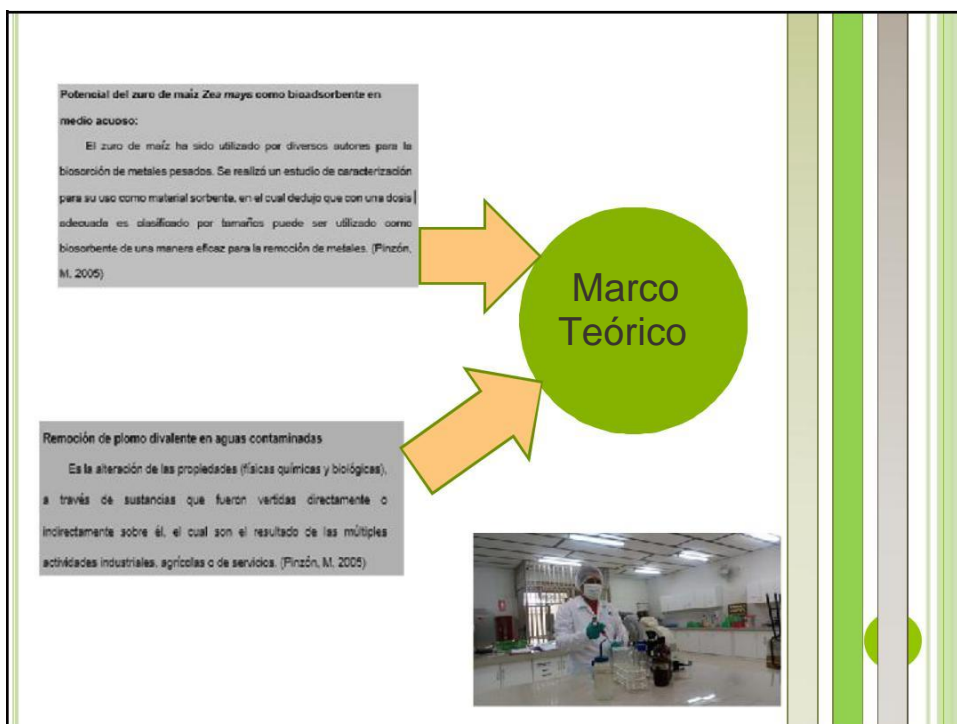 Potencial del zuro de maíz Zea mays como bioadsorbente en
medio acuoso:
El zuro de maíz ha sido utilizado por diversos autores para la
biosorción de metales pesados. Se realizó un estudio de caracterización
para su uso como material sorbente, en el cual dedujo que con una dosis
adecuada es clasificado por tamaños puede ser utilizado como
biosorbente de una manera eficaz para la remoción de metales. (Pinzón,
M, 2005)
Marco
Teórico
Remoción de plomo divalente en aguas contaminadas
Es la alteración de las propiedades (físicas químicas y biológicas),
a través de sustancias que fueron vertidas directamente o
indirectamente sobre él, el cual son el resultado de las múltiples
actividades industriales, agrícolas o de servicios. (Pinzón, M, 2005)